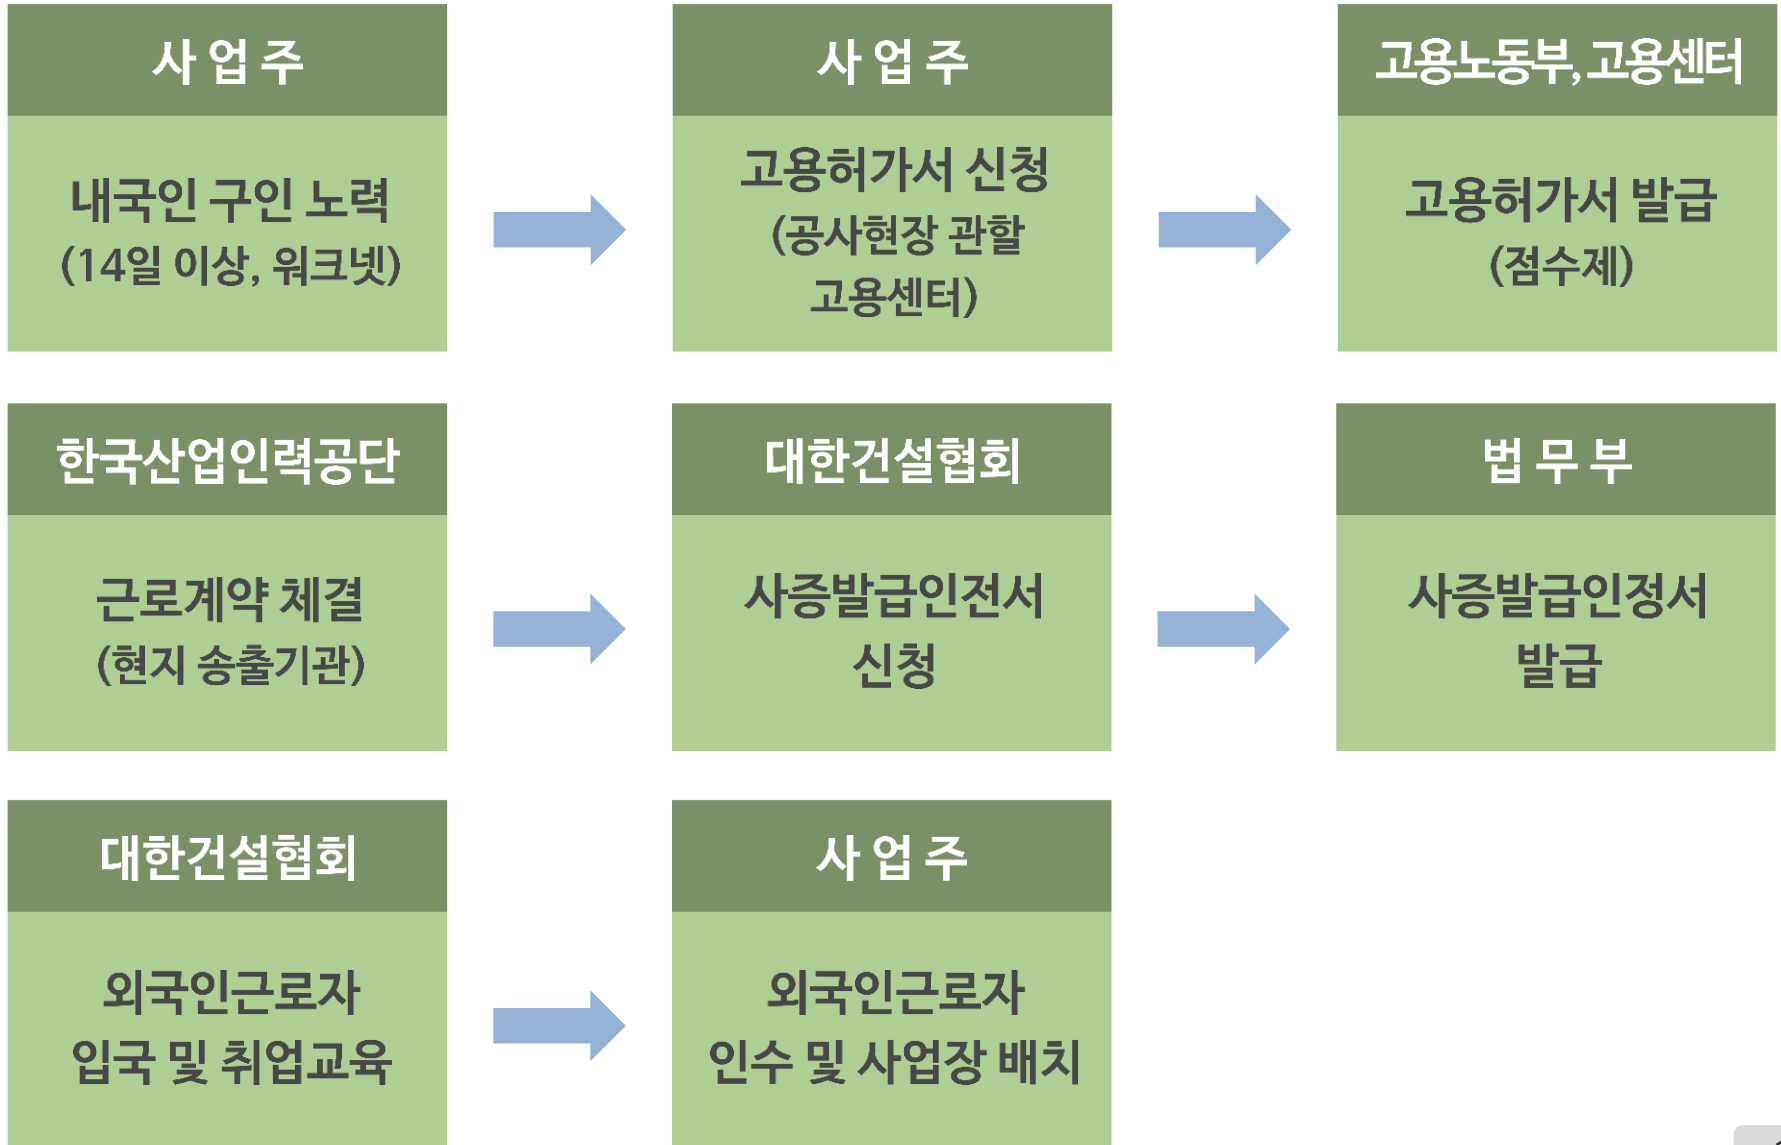 사 업 주
내국인 구인 노력
(14일 이상, 워크넷)
사 업 주
고용허가서 신청
(공사현장 관할
고용센터)
고용노동부, 고용센터
고용허가서 발급
(점수제)
한국산업인력공단
근로계약 체결
(현지 송출기관)
대한건설협회
사증발급인전서
신청
법 무 부
사증발급인정서
발급
대한건설협회
외국인근로자
입국 및 취업교육
사 업 주
외국인근로자
인수 및 사업장 배치